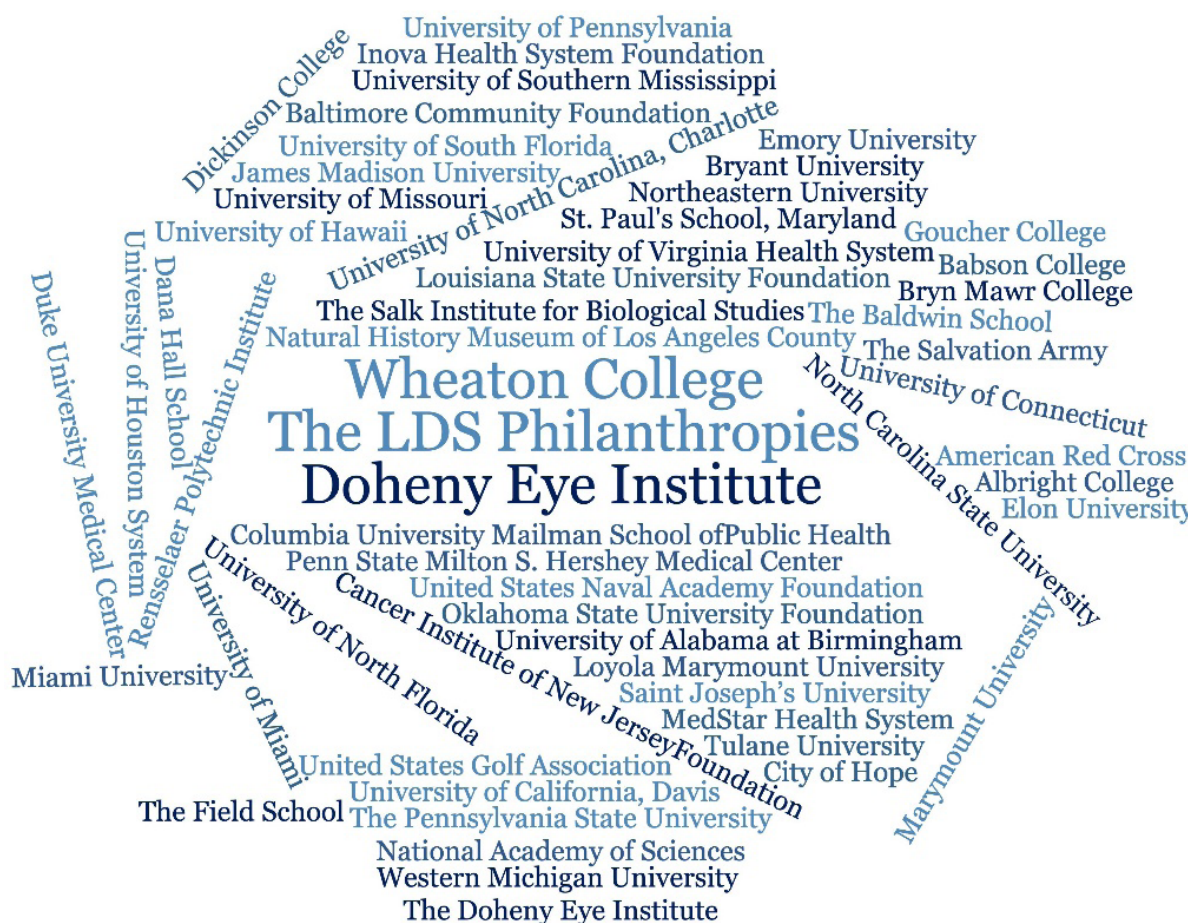 University of Pennsylvania
Inova Health System Foundation
University of Southern Mississippi
Dickinson College
Baltimore Community Foundation
University of North Carolina, Charlotte
University of South Florida
Emory University
James Madison University
Bryant University
University of Missouri
Northeastern University
St. Paul's School, Maryland
University of Hawaii
Goucher College
University of Virginia Health System
Babson College
Louisiana State University Foundation
Bryn Mawr College
The Salk Institute for Biological Studies
The Baldwin School
Natural History Museum of Los Angeles County
The Salvation Army
Duke University Medical Center
University of Houston System
Dana Hall School
Rensselaer Polytechnic Institute
Wheaton College
University of Connecticut
North Carolina State University
The LDS Philanthropies
American Red Cross
Doheny Eye Institute
Albright College
Elon University
Columbia University Mailman School ofPublic Health
Penn State Milton S. Hershey Medical Center
United States Naval Academy Foundation
Oklahoma State University Foundation
University of Alabama at Birmingham
Loyola Marymount University
Miami University
University of Miami
University of North Florida
Cancer Institute of New JerseyFoundation
Saint Joseph’s University
MedStar Health System
Tulane University
Marymount University
United States Golf Association
City of Hope
University of California, Davis
The Field School
The Pennsylvania State University
National Academy of Sciences
Western Michigan University
The Doheny Eye Institute